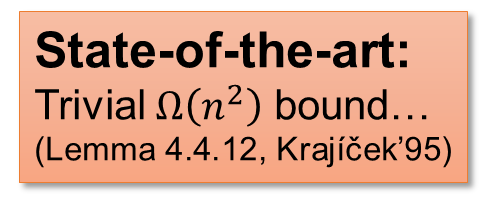 State-of-the-art:
Trivial Ω(𝑛²) bound…
(Lemma 4.4.12, Krajíček’95)